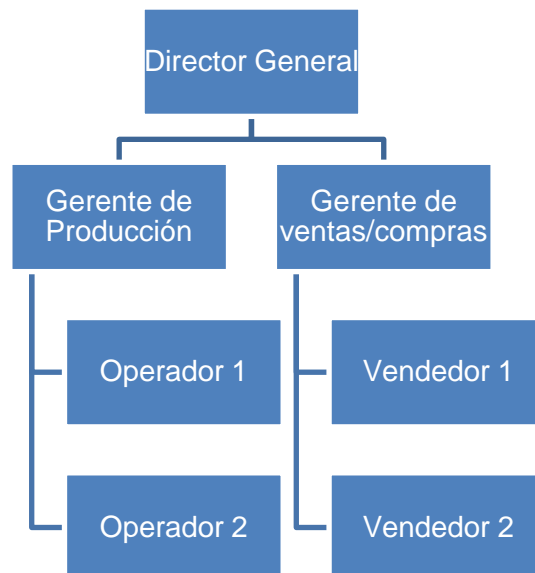 Director General
Gerente de
Producción
Gerente de
ventas/compras
Operador 1
Vendedor 1
Operador 2
Vendedor 2